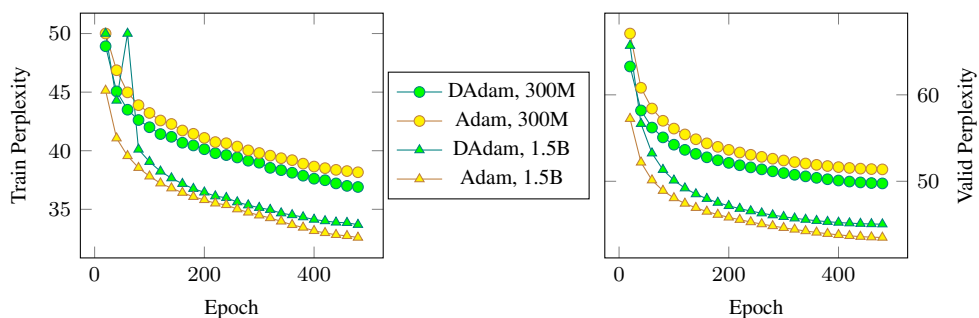 Train Perplexity
50
45
40
35
0
200
400
Epoch
DAdam, 300M
Adam, 300M
DAdam, 1.5B
Adam, 1.5B
0
200
400
Epoch
60
50
Valid Perplexity